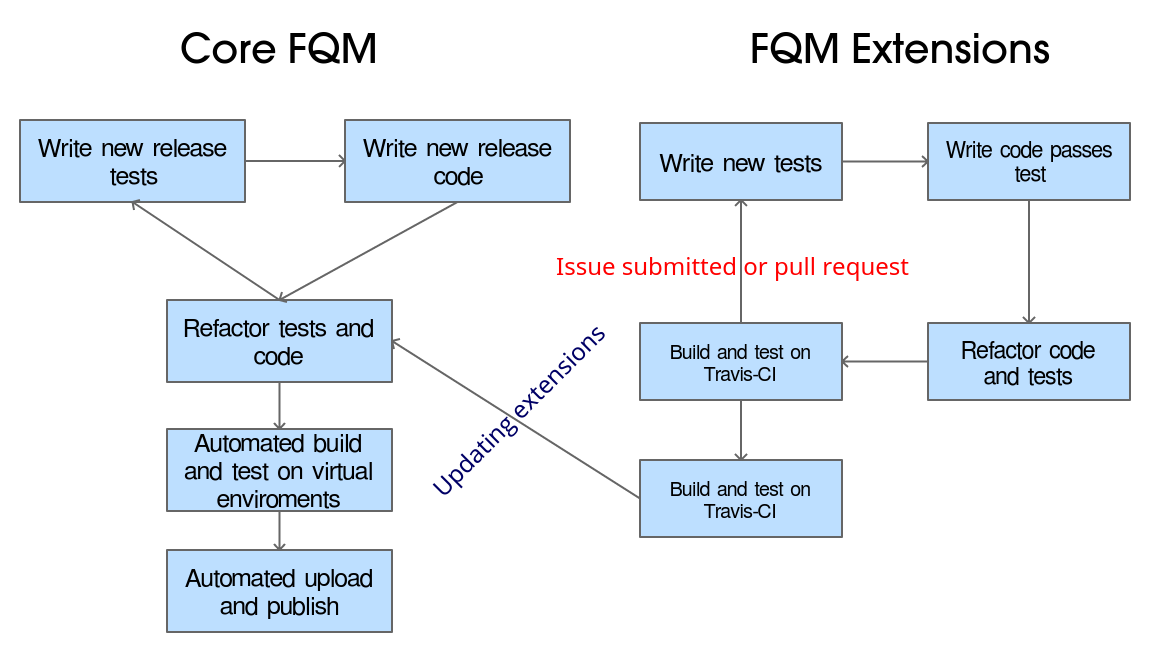 Core FQM
FQM Extensions
Write new release
tests
Write new release
code
Write new tests
Write code passes
test
Issue submitted or pull request
Refactor tests and
code
Updating extensions
Build and test on
Travis-CI
Refactor code
and tests
Automated build
and test on virtual
enviroments
Build and test on
Travis-CI
Automated upload
and publish